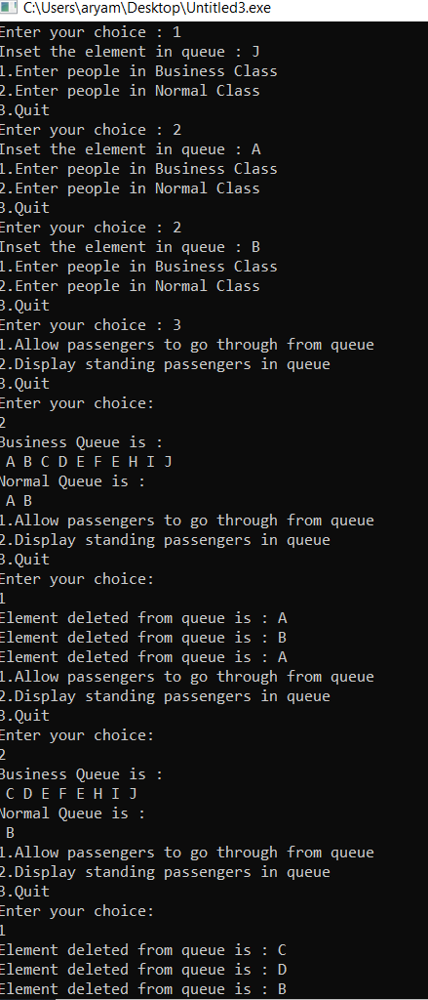 C:\Users\aryam\Desktop\Untitled3.exe
Enter your choice : 1
Inset the element in queue : J
1.Enter people in Business Class
2.Enter people in Normal Class
3.Quit
Enter your choice : 2
Inset the element in queue : A
1.Enter people in Business Class
2.Enter people in Normal Class
3.Quit
Enter your choice : 2
Inset the element in queue : B
1.Enter people in Business Class
2.Enter people in Normal Class
3.Quit
Enter your choice : 3
1.Allow passengers to go through from queue
2.Display standing passengers in queue
3.Quit
Enter your choice:
2
Business Queue is :
A B C D E F E H I J
Normal Queue is :
A B
1.Allow passengers to go through from queue
2.Display standing passengers in queue
3.Quit
Enter your choice:
1
Element deleted from queue is : A
Element deleted from queue is : B
Element deleted from queue is : A
1.Allow passengers to go through from queue
2.Display standing passengers in queue
3.Quit
Enter your choice:
2
Business Queue is :
C D E F E H I J
Normal Queue is :
B
1.Allow passengers to go through from queue
2.Display standing passengers in queue
3.Quit
Enter your choice:
1
Element deleted from queue is : C
Element deleted from queue is : D
Element deleted from queue is : B